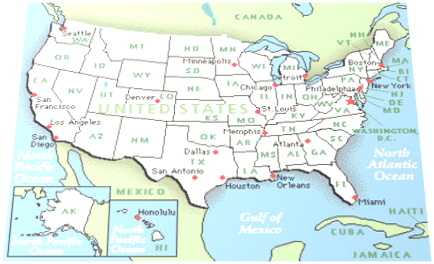 CANADA
Seattle
WA
MT
ND
MN
Minneapolis
OR
ID
WY
SD
WI
MI
Detroit
Chicago
NH
VT
ME
Boston
MA
RI
CT
NY
PA
Philadelphia
New York
NJ
DE
MD
CA
NV
UT
Denver
CO
NE
IA
IL
IN
OH
WV
VA
UNITED STATES
KS
MO
St. Louis
KY
WASHINGTON,
D.C.
San
Francisco
Los Angeles
San
Diego
AZ
NM
OK
AR
Memphis
TN
NC
SC
Atlanta
MS
AL
GA
Dallas
TX
LA
San Antonio
Houston
New
Orleans
FL
Miami
North
Pacific
Ocean
North
Atlantic
Ocean
MEXICO
Gulf of
Mexico
AK
North Pacific
Ocean
Honolulu
North
Pacific
Ocean
HI
CUBA
HAITI
JAMAICA